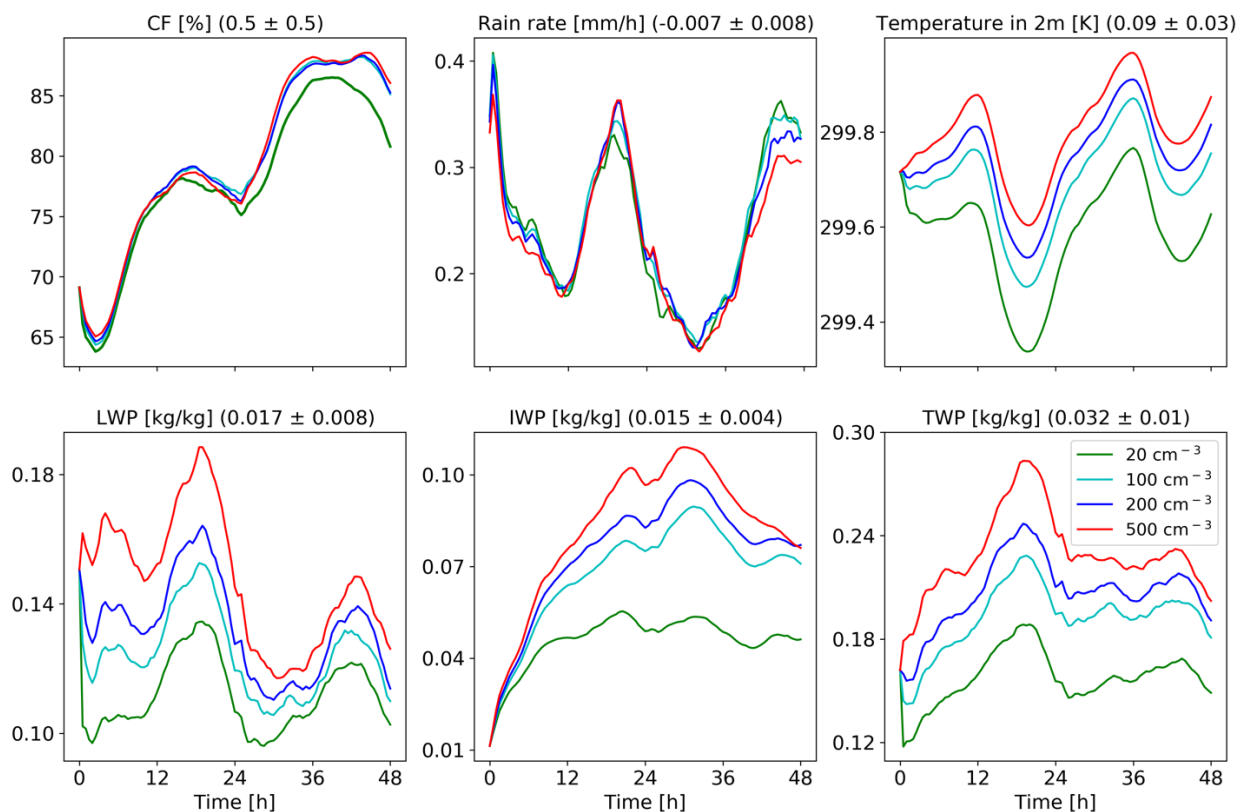 CF [%] (0.5 ± 0.5)
Rain rate [mm/h] (-0.007 ± 0.008)
Temperature in 2m [K] (0.09 ± 0.03)
85
80
75
70
65
0.4
0.3
0.2
299.8
299.6
299.4
LWP [kg/kg] (0.017 ± 0.008)
IWP [kg/kg] (0.015 ± 0.004)
TWP [kg/kg] (0.032 ± 0.01)
0.18
0.14
0.10
0 12 24 36 48
Time [h]
0.10
0.07
0.04
0.01
0 12 24 36 48
Time [h]
0.30
0.24
0.18
0.12
20 cm⁻³
100 cm⁻³
200 cm⁻³
500 cm⁻³
0 12 24 36 48
Time [h]